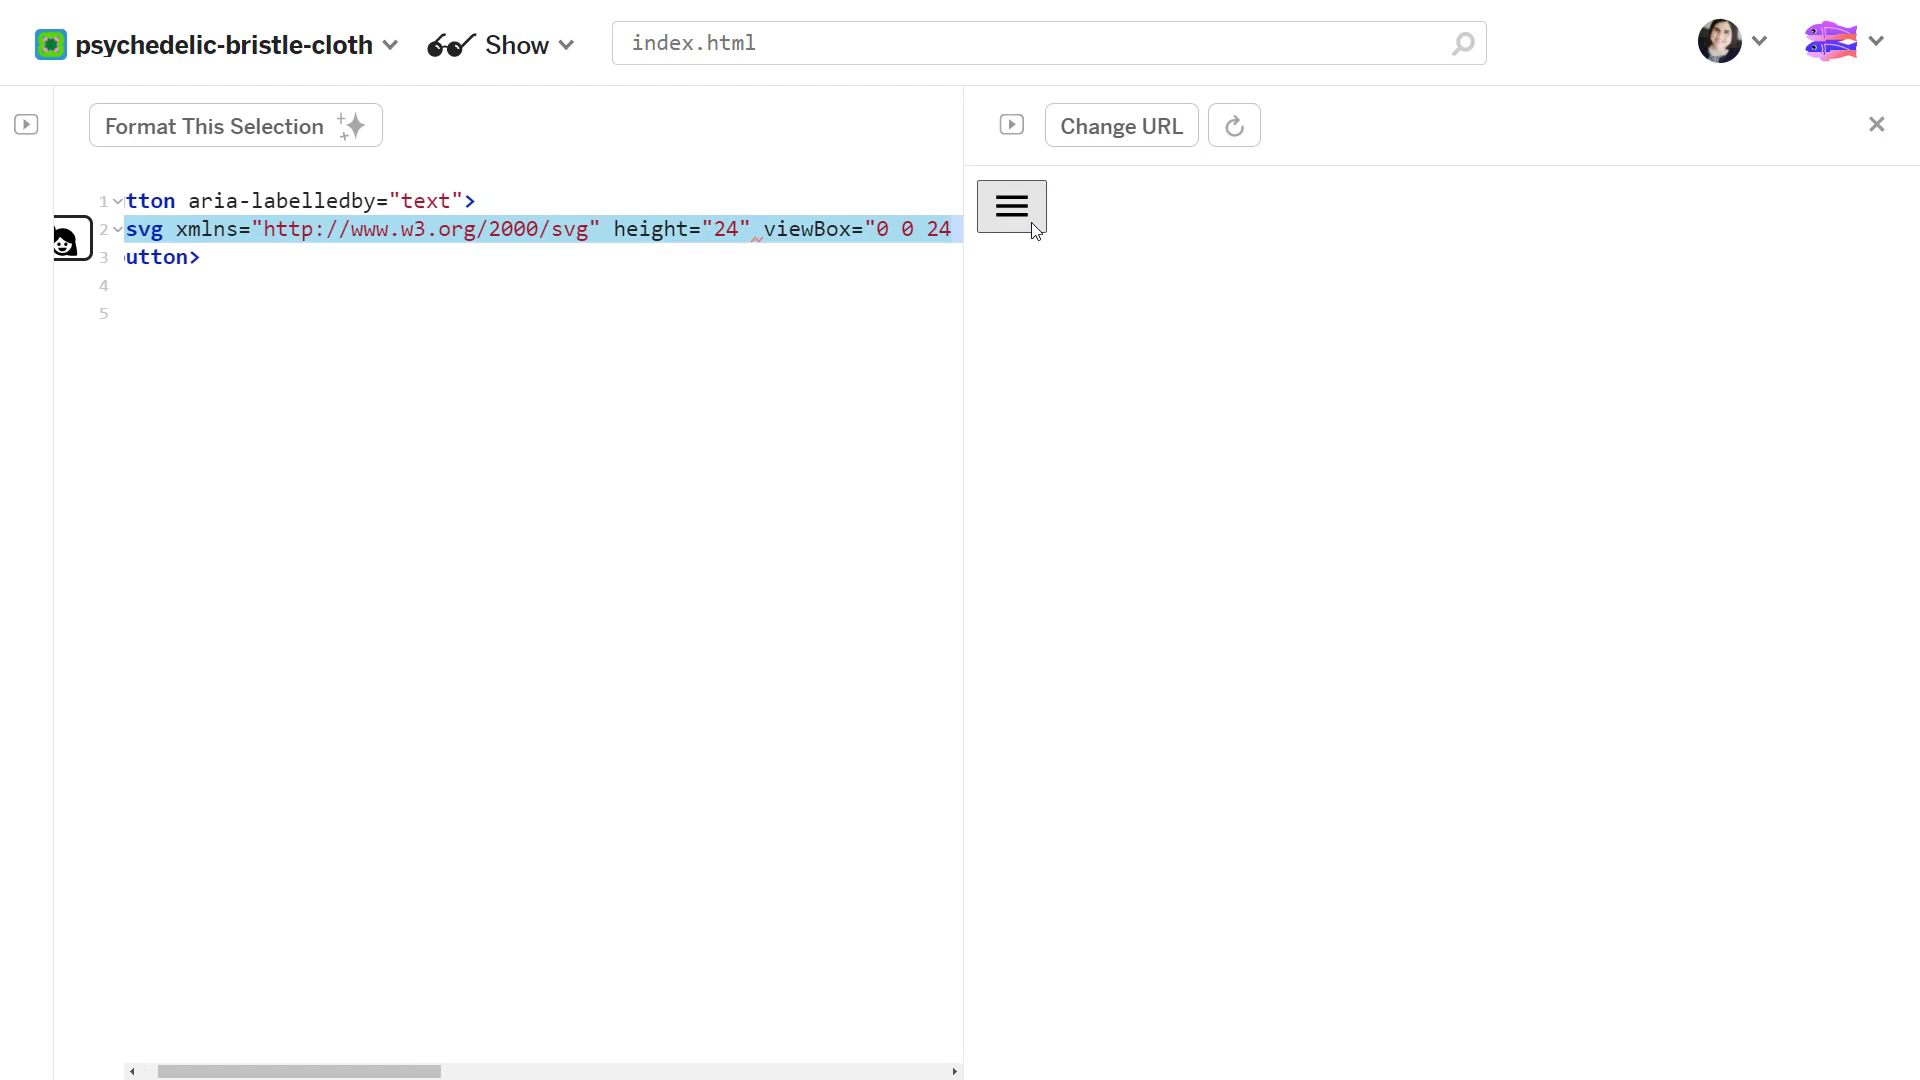 psychedelic-bristle-cloth
Show
index.html
Format This Selection
Change URL
1
tton aria-labelledby="text">
2
svg xmlns="http://www.w3.org/2000/svg" height="24" viewBox="0 0 24
3
utton>
4
5